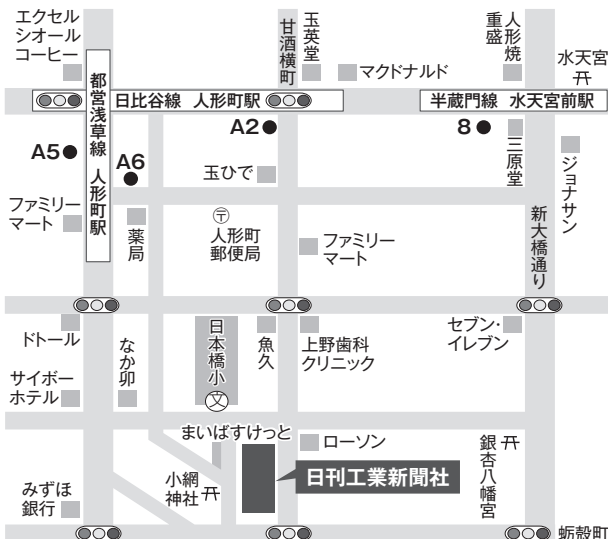 エクセル
シオール
コーヒー
甘酒横町
玉英堂
マクドナルド
人形焼
重盛
水天宮
都営浅草線 人形町駅
日比谷線 人形町駅
半蔵門線 水天宮前駅
A5
A6
A2
8
玉ひで
三原堂
ジョナサン
ファミリー
マート
薬局
人形町
郵便局
ファミリー
マート
新大橋通り
ドトール
なか卯
日本橋小
文
魚久
上野歯科
クリニック
セブン・
イレブン
サイボー
ホテル
まいばすけっと
ローソン
銀杏八幡宮
みずほ
銀行
小網
神社
日刊工業新聞社
蛎殻町